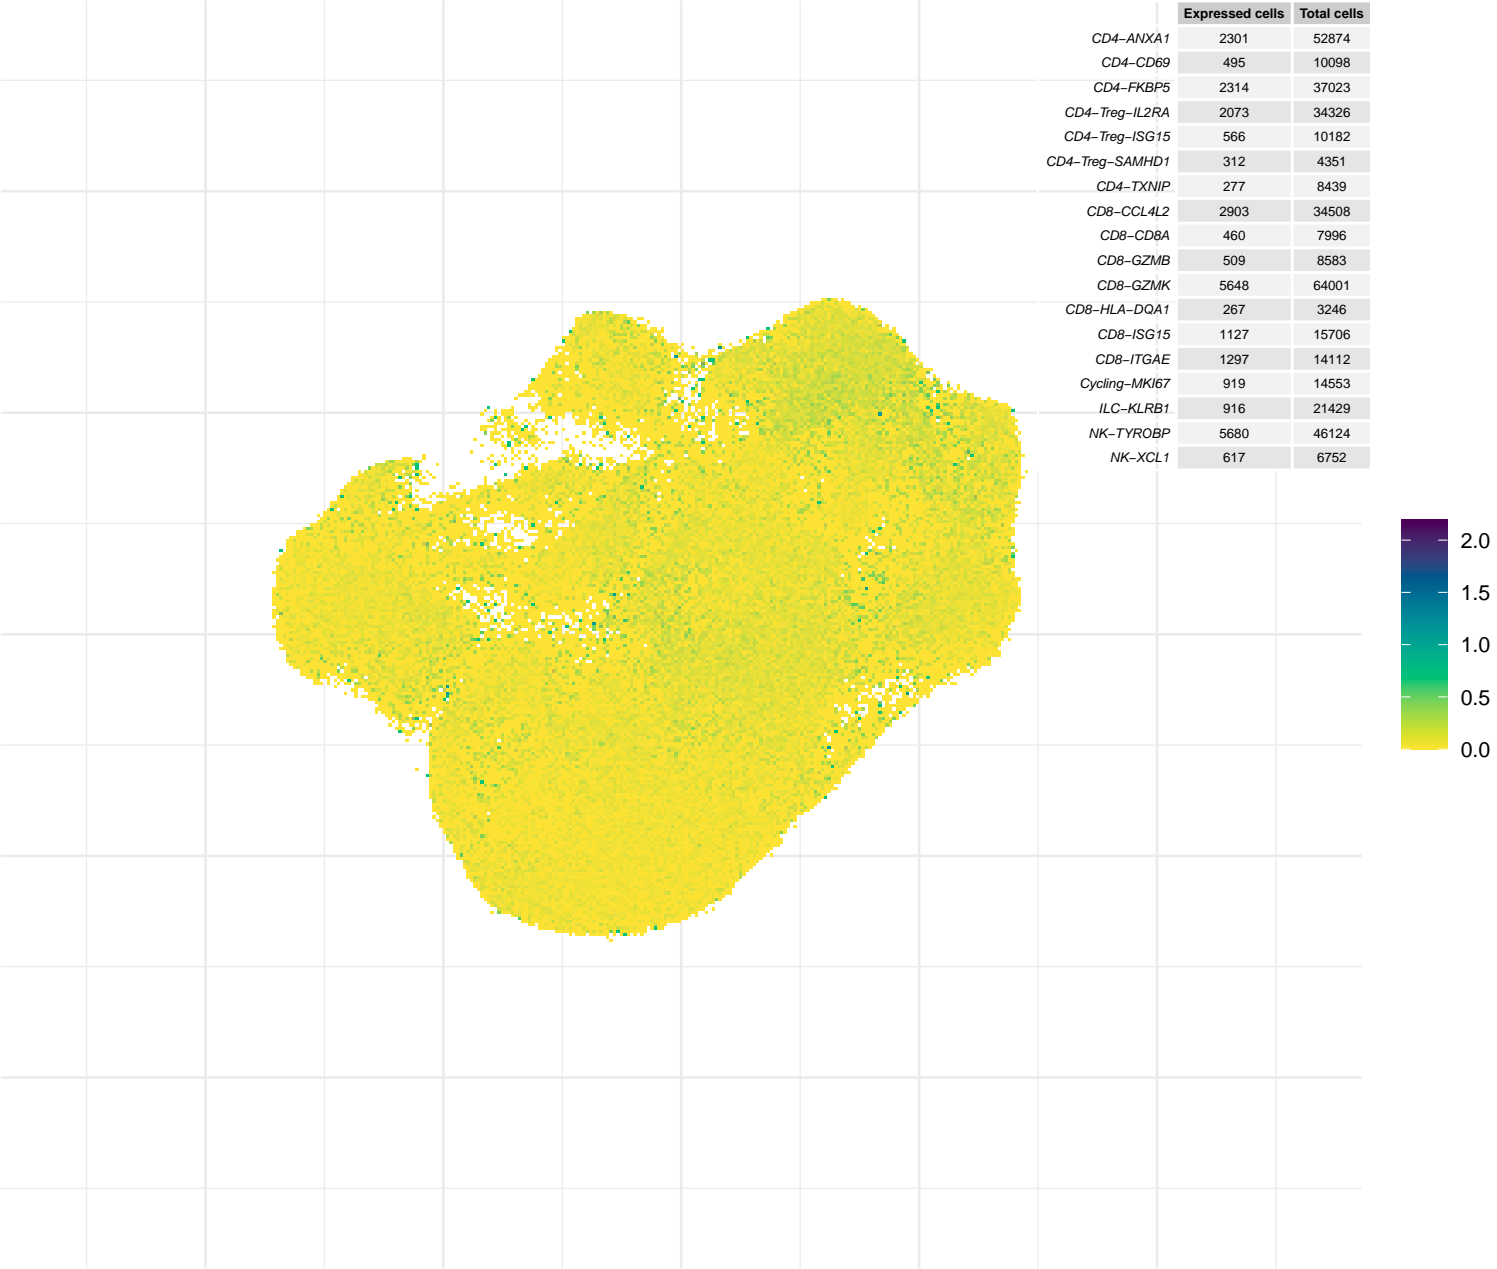 Expressed cells Total cells
CD4−ANXA1 2301 52874
CD4−CD69 495 10098
CD4−FKBP5 2314 37023
CD4−Treg−IL2RA 2073 34326
CD4−Treg−ISG15 566 10182
CD4−Treg−SAMHD1 312 4351
CD4−TXNIP 277 8439
CD8−CCL4L2 2903 34508
CD8−CD8A 460 7996
CD8−GZMB 509 8583
CD8−GZMK 5648 64001
CD8−HLA−DQA1 267 3246
CD8−ISG15 1127 15706
CD8−ITGAE 1297 14112
Cycling−MKI67 919 14553
ILC−KLRB1 916 21429
NK−TYROBP 5680 46124
NK−XCL1 617 6752
2.0
1.5
1.0
0.5
0.0